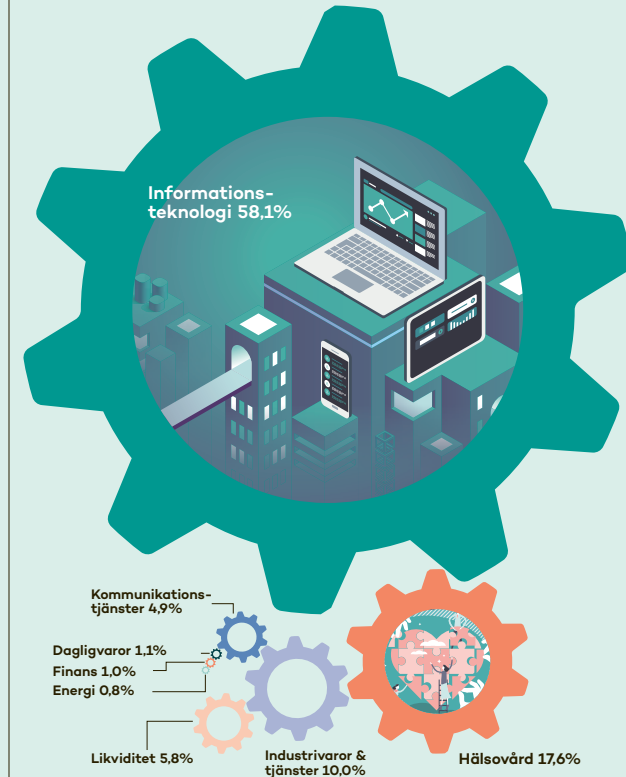 Informations-
teknologi 58,1%
Kommunikations-
tjänster 4,9%
Dagligvaror 1,1%
Finans 1,0%
Energi 0,8%
Likviditet 5,8%
Industrivaror &
tjänster 10,0%
Hälsovård 17,6%